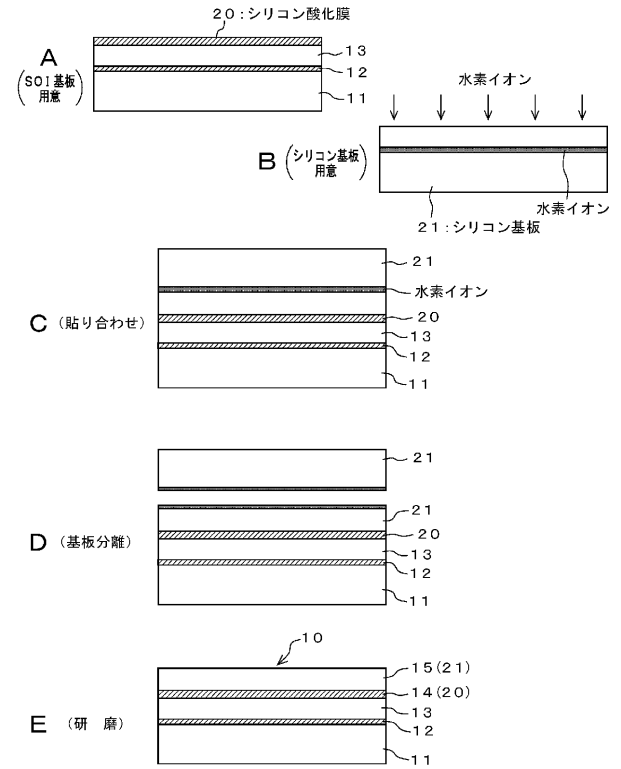 20：シリコン酸化膜
A
(SOI基板
用意)
13
12
11
水素イオン
B
(シリコン基板
用意)
水素イオン
21：シリコン基板
C (貼り合わせ)
21
水素イオン
20
13
12
11
D (基板分離)
21
21
20
13
12
11
10
E (研 磨)
15(21)
14(20)
13
12
11